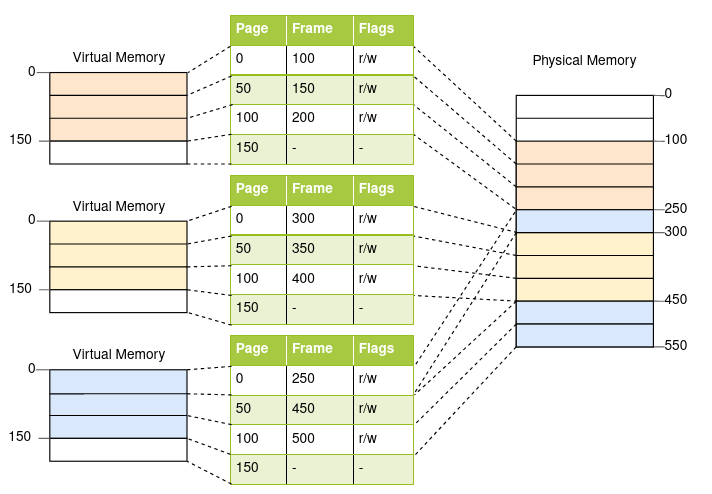 Virtual Memory
0
150
Page Frame Flags
0 100 r/w
50 150 r/w
100 200 r/w
150 - -
Virtual Memory
0
150
Page Frame Flags
0 300 r/w
50 350 r/w
100 400 r/w
150 - -
Virtual Memory
0
150
Page Frame Flags
0 250 r/w
50 450 r/w
100 500 r/w
150 - -
Physical Memory
0
100
250
300
450
550